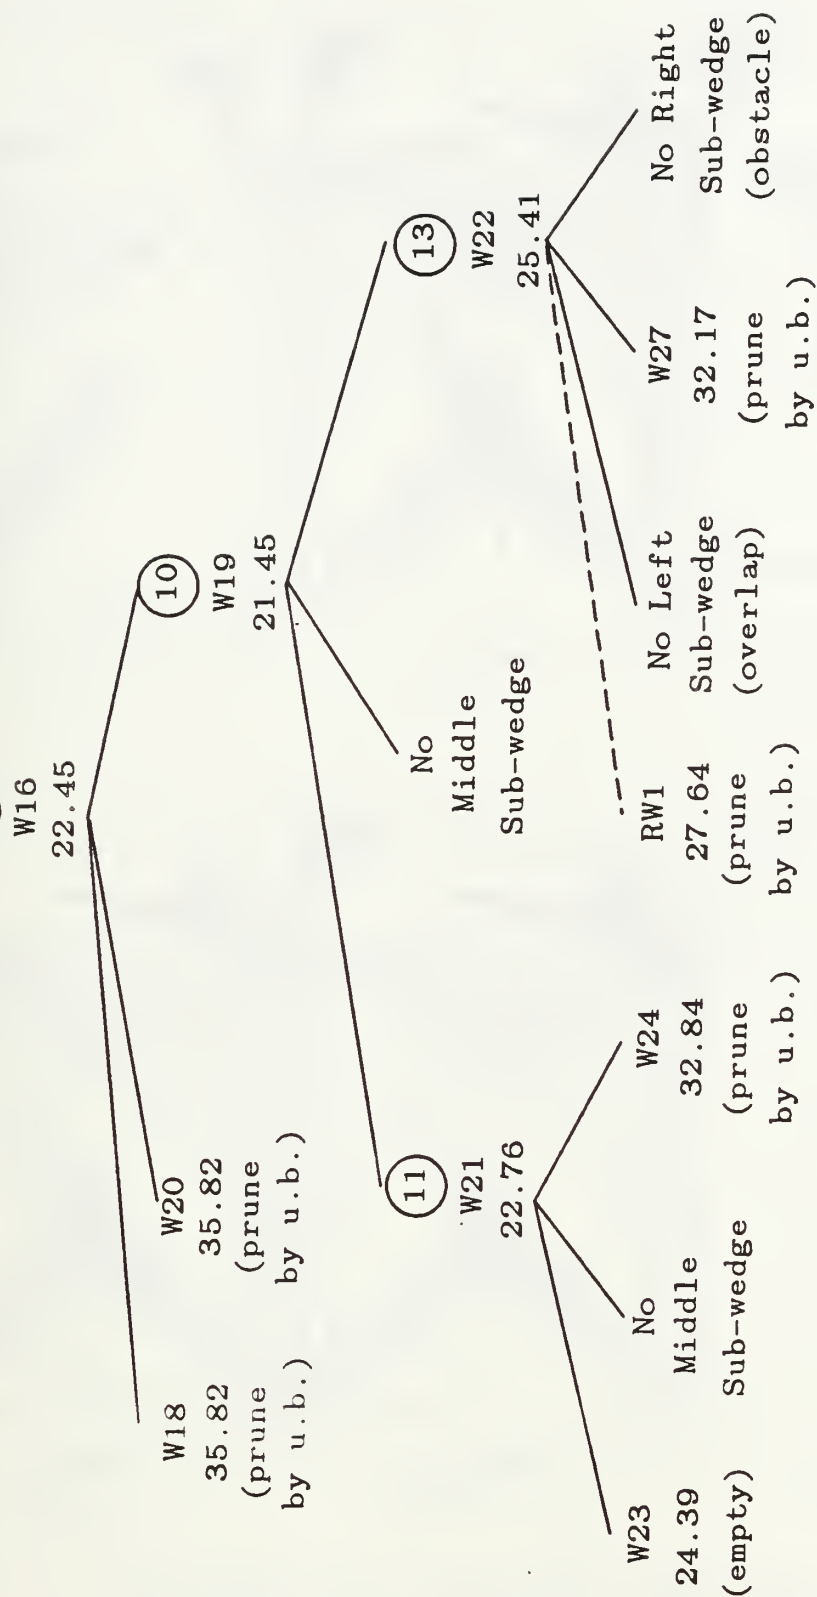 W16
22.45
W18
35.82
(prune
by u.b.)
W20
35.82
(prune
by u.b.)
10
W19
21.45
11
W21
22.76
No
Middle
Sub-wedge
13
W22
25.41
W23
24.39
(empty)
No
Middle
Sub-wedge
W24
32.84
(prune
by u.b.)
RW1
27.64
(prune
by u.b.)
No Left
Sub-wedge
(overlap)
W27
32.17
(prune
by u.b.)
No Right
Sub-wedge
(obstacle)